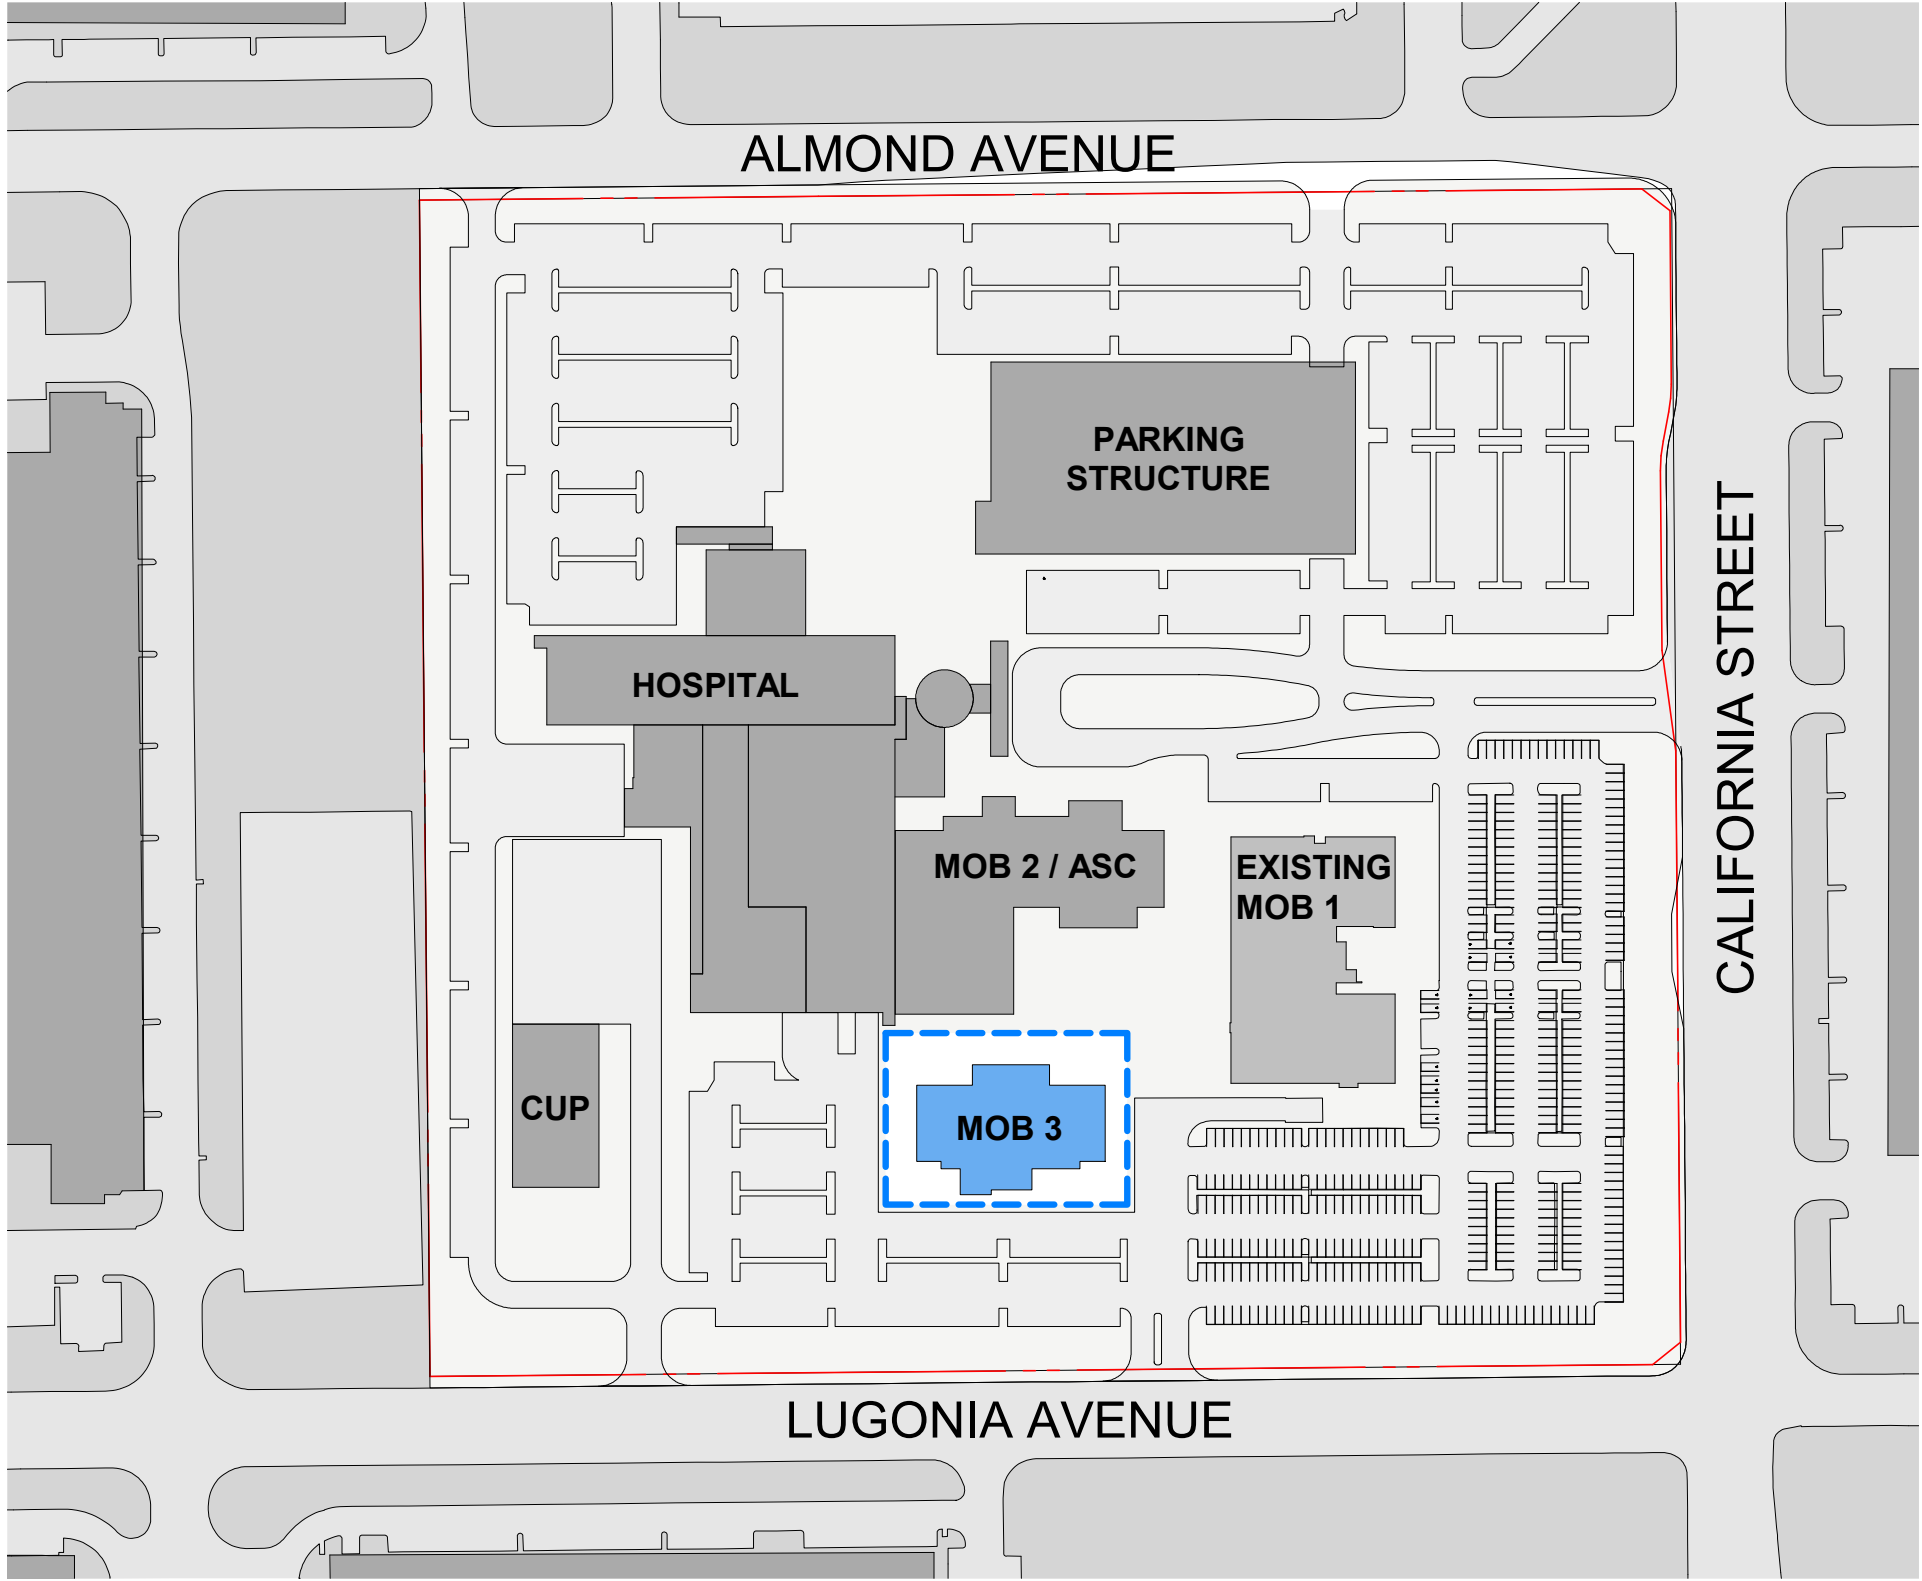 ALMOND AVENUE
PARKING
STRUCTURE
CALIFORNIA STREET
HOSPITAL
MOB 2 / ASC
EXISTING
MOB 1
CUP
MOB 3
LUGONIA AVENUE